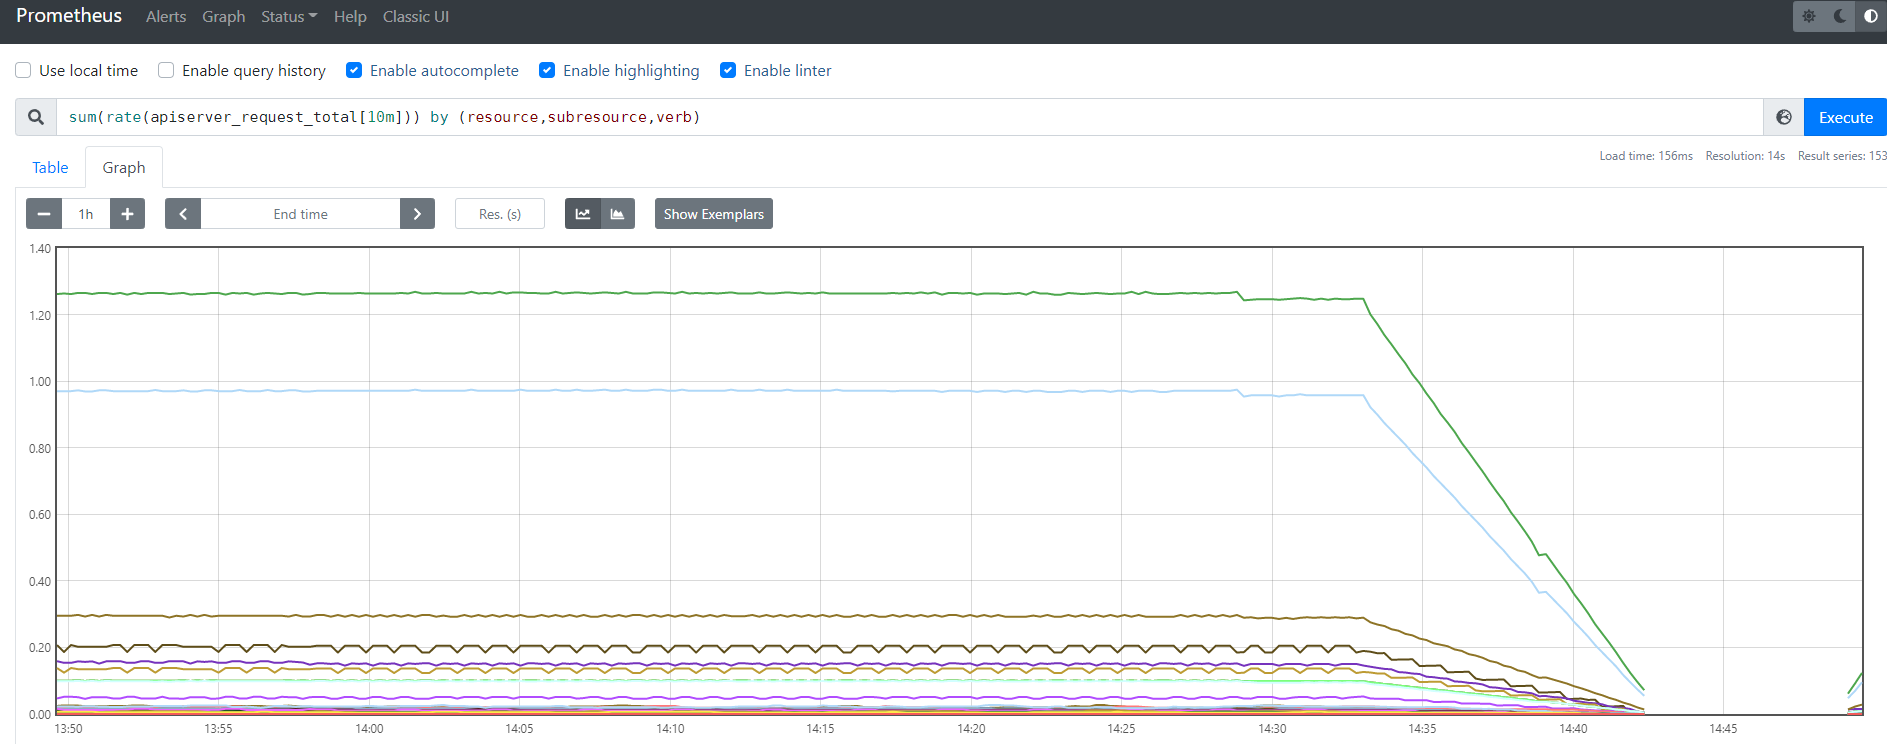 Prometheus Alerts Graph Status Help Classic UI
Use local time Enable query history Enable autocomplete Enable highlighting Enable linter
sum(rate(apiserver_request_total[10m])) by (resource,subresource,verb) Execute
Table Graph Load time: 156ms Resolution: 14s Result series: 153
1h End time Res. (s) Show Exemplars
1.40
1.20
1.00
0.80
0.60
0.40
0.20
0.00
13:50 13:55 14:00 14:05 14:10 14:15 14:20 14:25 14:30 14:35 14:40 14:45